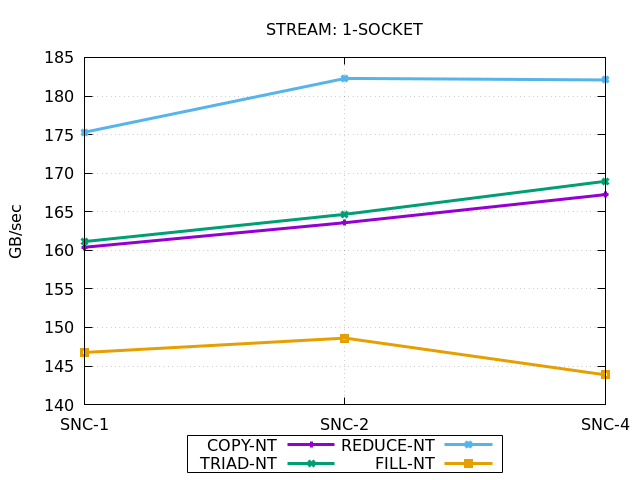 STREAM: 1-SOCKET
185
180
175
170
165
160
155
150
145
140
GB/sec
SNC-1 SNC-2 SNC-4
COPY-NT REDUCE-NT
TRIAD-NT FILL-NT